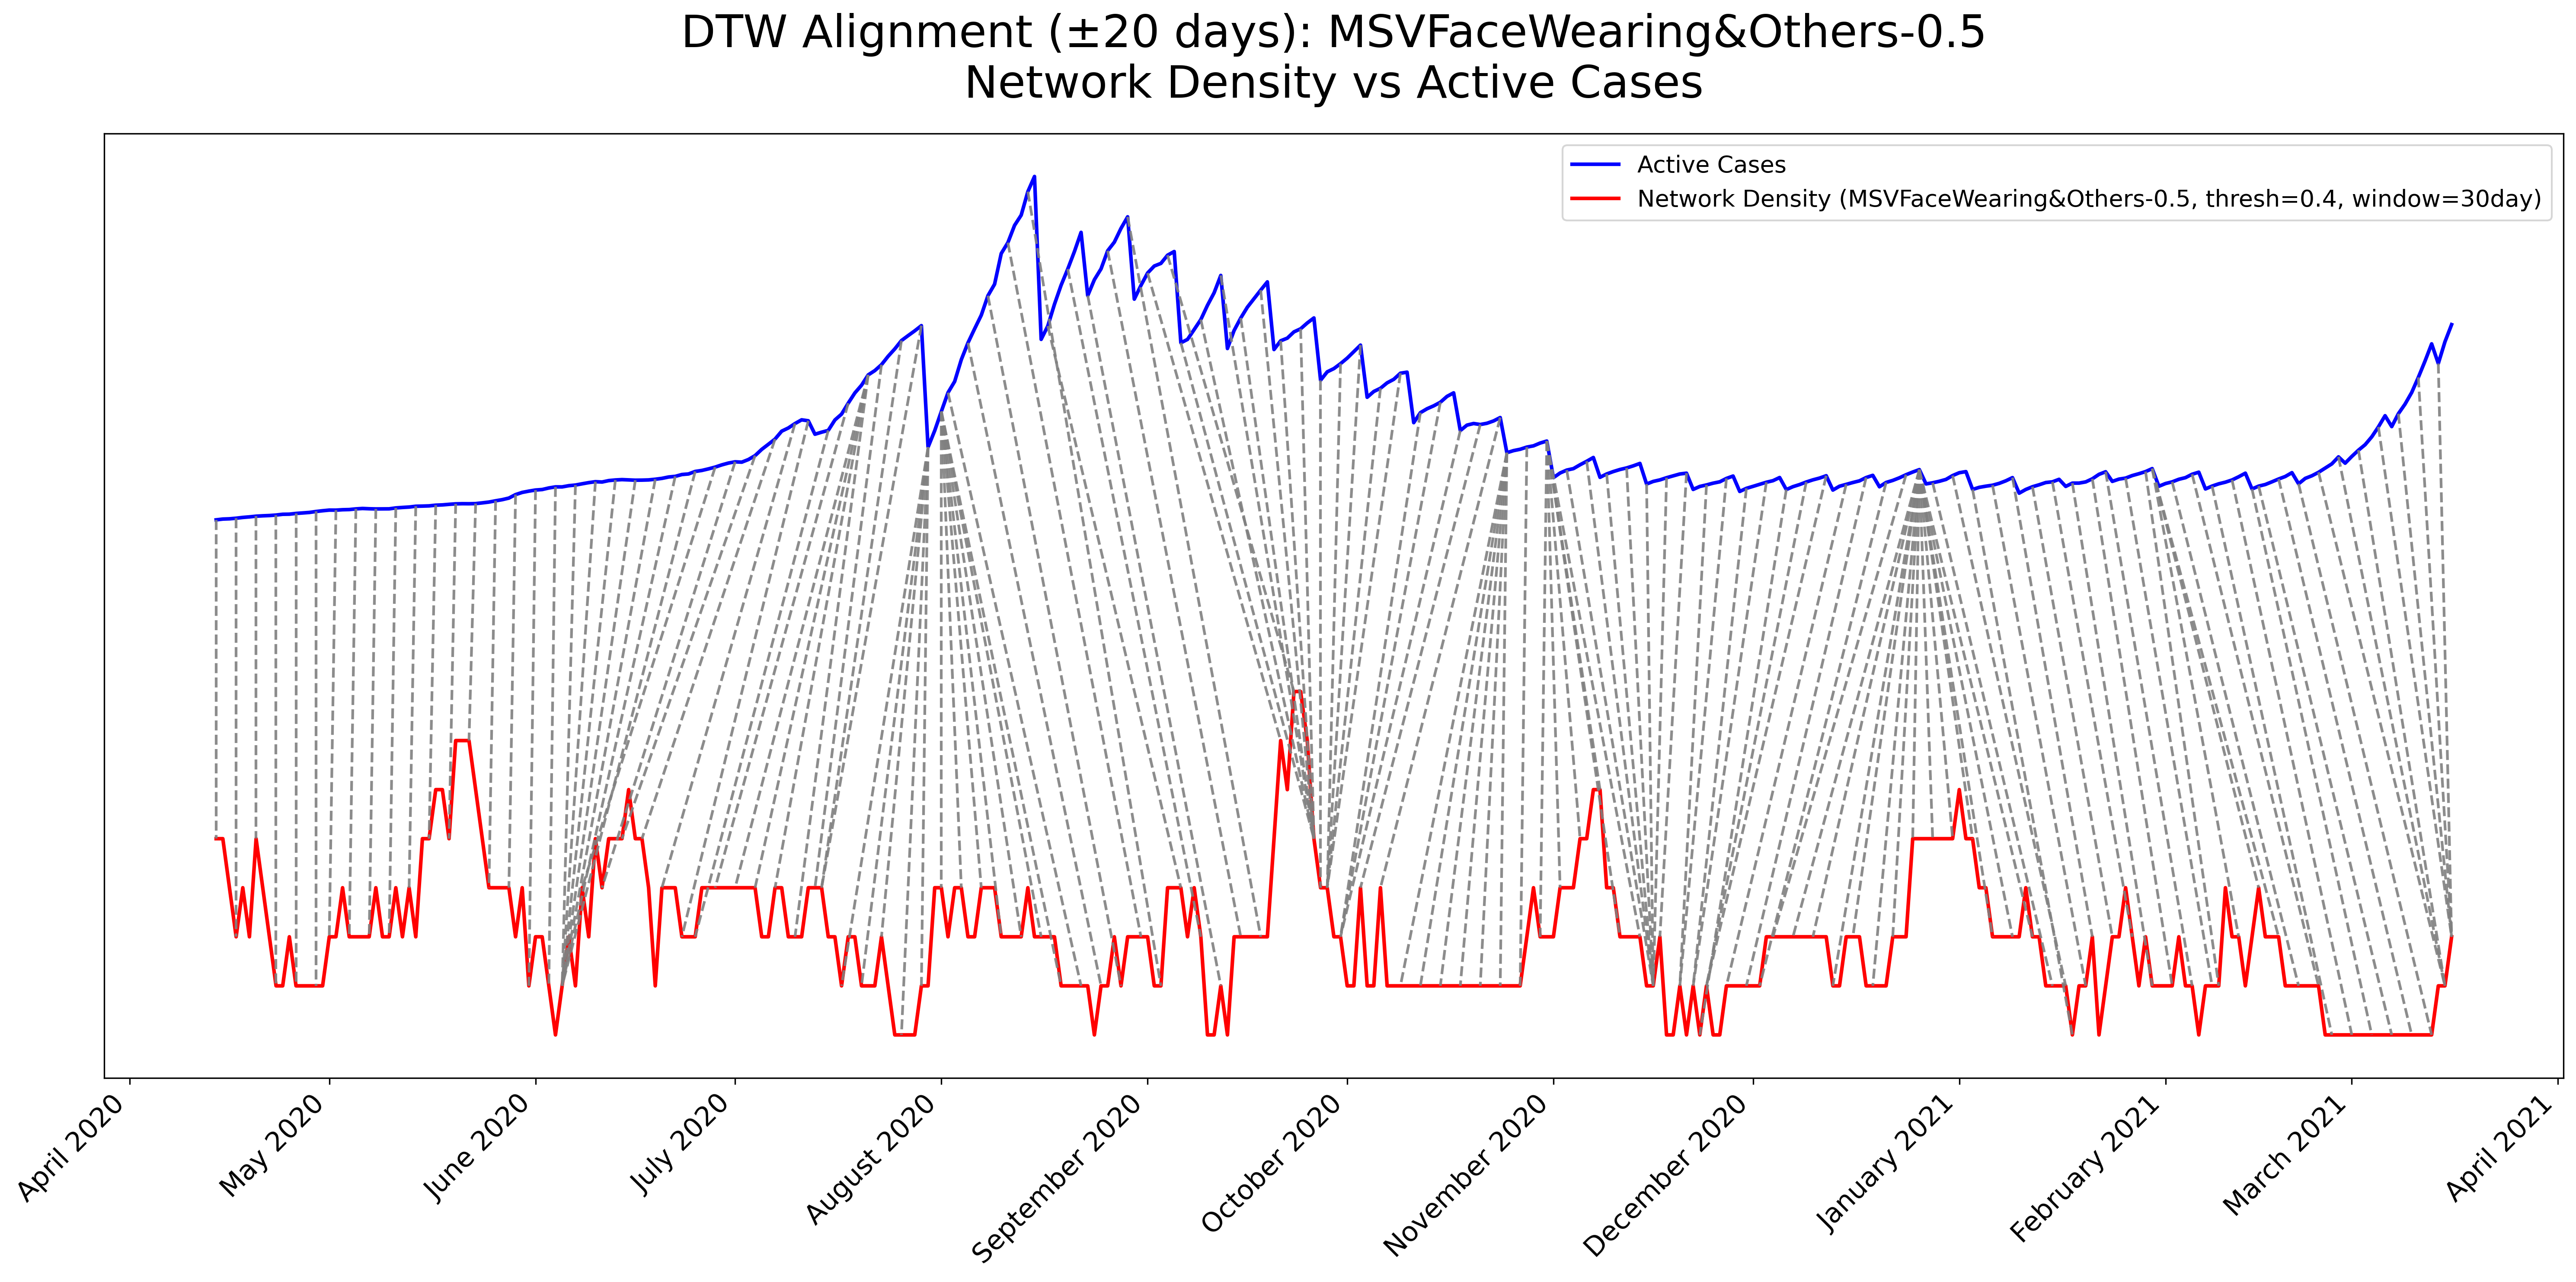 DTW Alignment (±20 days): MSVFaceWearing&Others-0.5
Network Density vs Active Cases
Active Cases
Network Density (MSVFaceWearing&Others-0.5, thresh=0.4, window=30day)
April 2020
May 2020
June 2020
July 2020
August 2020
September 2020
October 2020
November 2020
December 2020
January 2021
February 2021
March 2021
April 2021